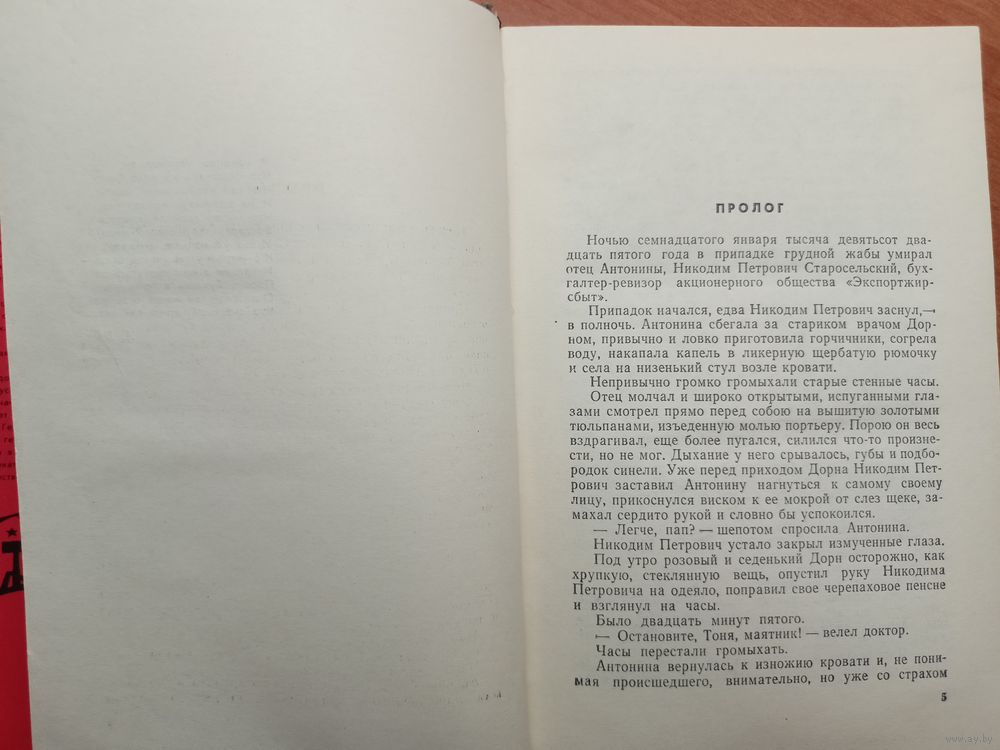 ПРОЛОГ
Ночью семнадцатого января тысяча девятьсот два-
дцать пятого года в припадке грудной жабы умирал
отец Антонины, Никодим Петрович Старосельский, бух-
галтер-ревизор акционерного общества «Экспортжир-
сбыт».
Припадок начался, едва Никодим Петрович заснул,—
в полночь. Антонина сбегала за стариком врачом Дор-
ном, привычно и ловко приготовила горчичники, согрела
воду, накапала капель в ликерную щербатую рюмочку
и села на низенький стул возле кровати.
Непривычно громко громыхали старые стенные часы.
Отец молчал и широко открытыми, испуганными гла-
зами смотрел прямо перед собою на вышитую золотыми
тюльпанами, изъеденную молью портьеру. Порою он весь
вздрагивал, еще более пугался, силился что-то произне-
сти, но не мог. Дыхание у него срывалось, губы и подбо-
родок синели. Уже перед приходом Дорна Никодим Пет-
рович заставил Антонину нагнуться к самому своему
лицу, прикоснулся виском к ее мокрой от слез щеке, за-
махал сердито рукой и словно бы успокоился.
— Легче, пап? — шепотом спросила Антонина.
Никодим Петрович устало закрыл измученные глаза.
Под утро розовый и седенький Дорн осторожно, как
хрупкую, стеклянную вещь, опустил руку Никодима
Петровича на одеяло, поправил свое черепаховое пенсне
и взглянул на часы.
Было двадцать минут пятого.
— Остановите, Тоня, маятник! — велел доктор.
Часы перестали громыхать.
Антонина вернулась к изножию кровати и, не пони-
мая происшедшего, внимательно, но уже со страхом
5
www.ay.by